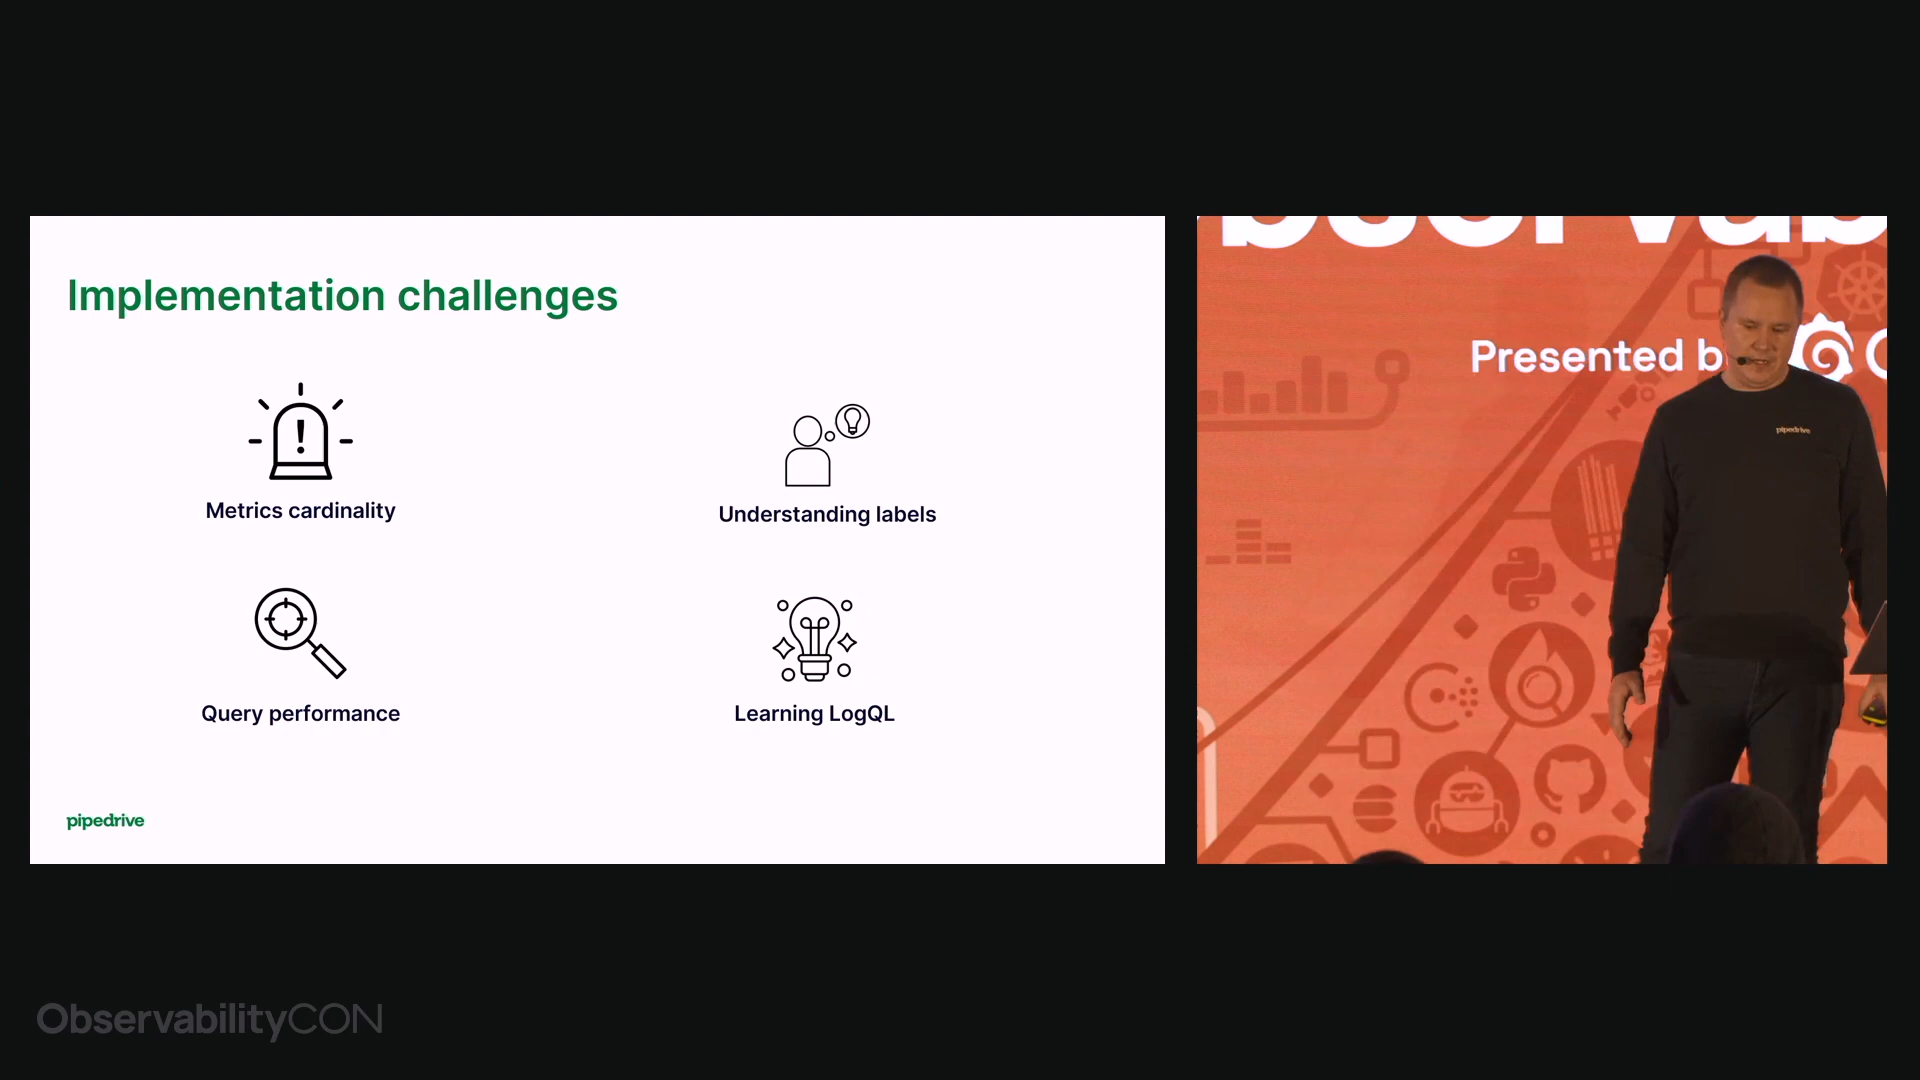 Implementation challenges
Metrics cardinality
Understanding labels
Query performance
Learning LogQL
pipedrive
Presented
pipedrive
ObservabilityCON